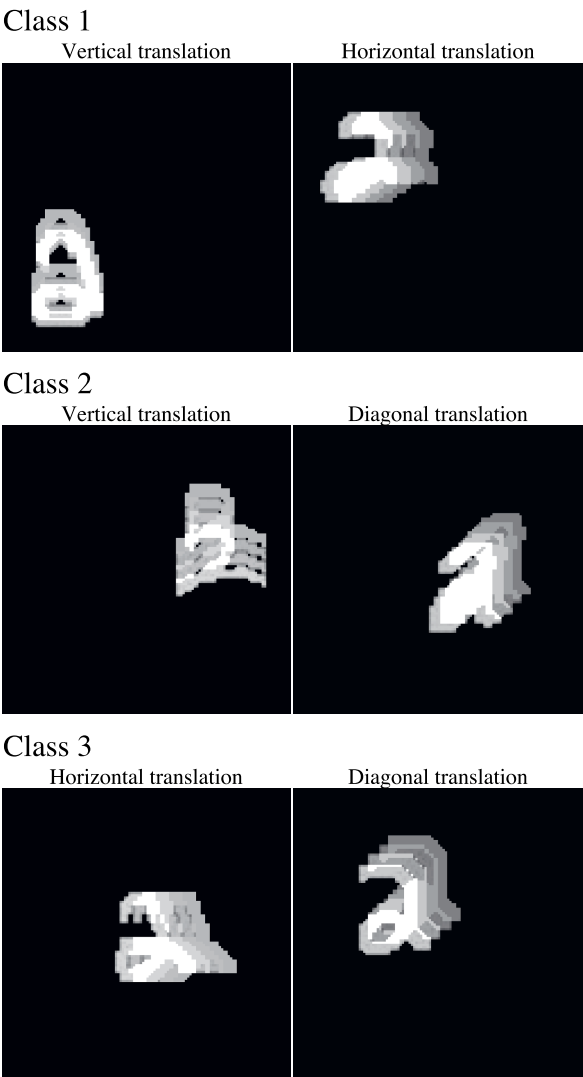 Class 1
Vertical translation
Horizontal translation
Class 2
Vertical translation
Diagonal translation
Class 3
Horizontal translation
Diagonal translation